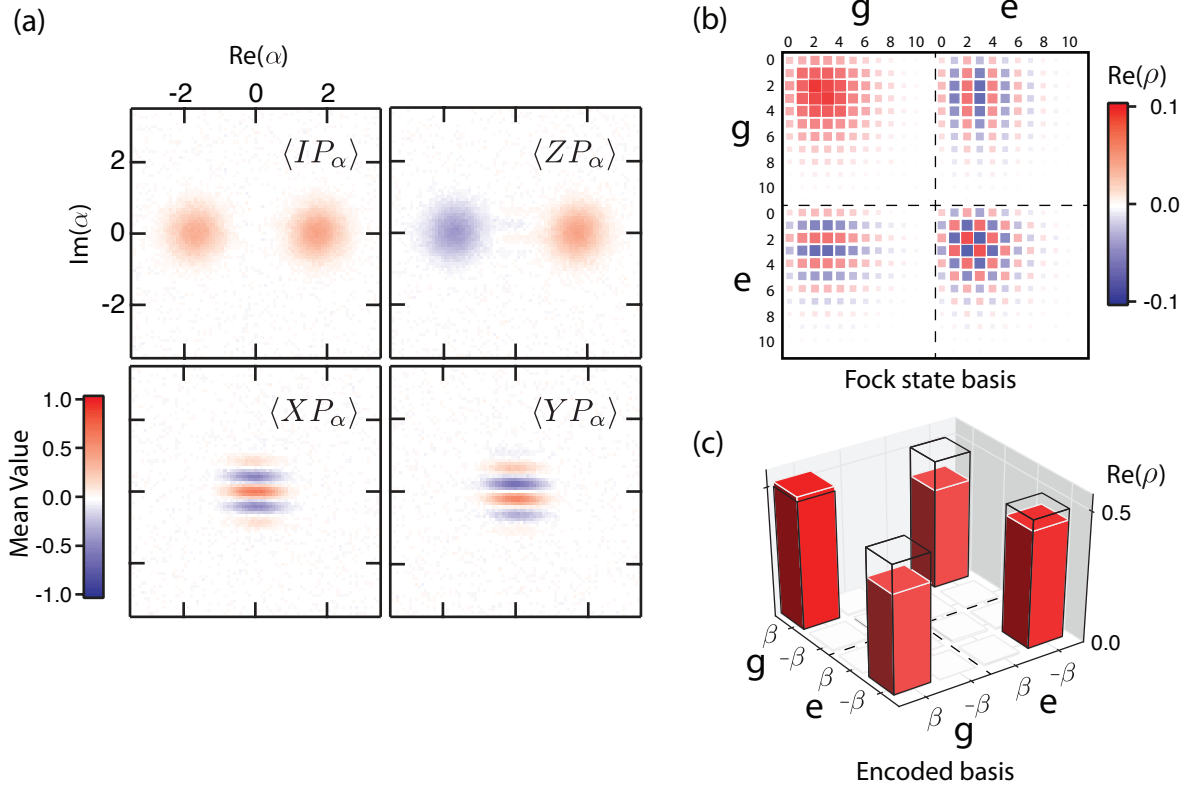 (a)
Re(α)
-2 0 2
⟨IPα⟩
⟨ZPα⟩
Im(α)
2
0
-2
⟨XPα⟩
⟨YPα⟩
Mean Value
1.0
0.5
0.0
-0.5
-1.0
(b)
g e
0 2 4 6 8 10 0 2 4 6 8 10
g
0
2
4
6
8
10
e
0
2
4
6
8
10
Re(ρ)
0.1
0.0
-0.1
Fock state basis
(c)
Re(ρ)
0.5
0.0
β
-β
β
-β
g
e
β
-β
β
-β
g
e
Encoded basis